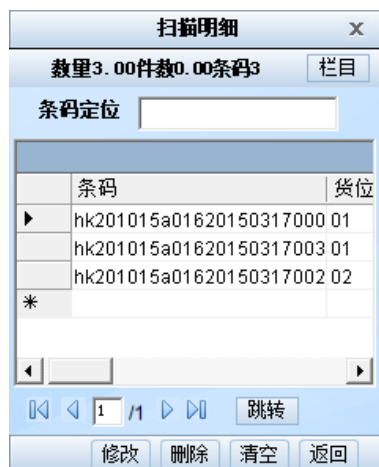 扫描明细 x
数量3.00件数0.00条码3 栏目
条码定位
条码 货位
hk201015a01620150317000 01
hk201015a01620150317003 01
hk201015a01620150317002 02
*
1 /1 跳转
修改 删除 清空 返回